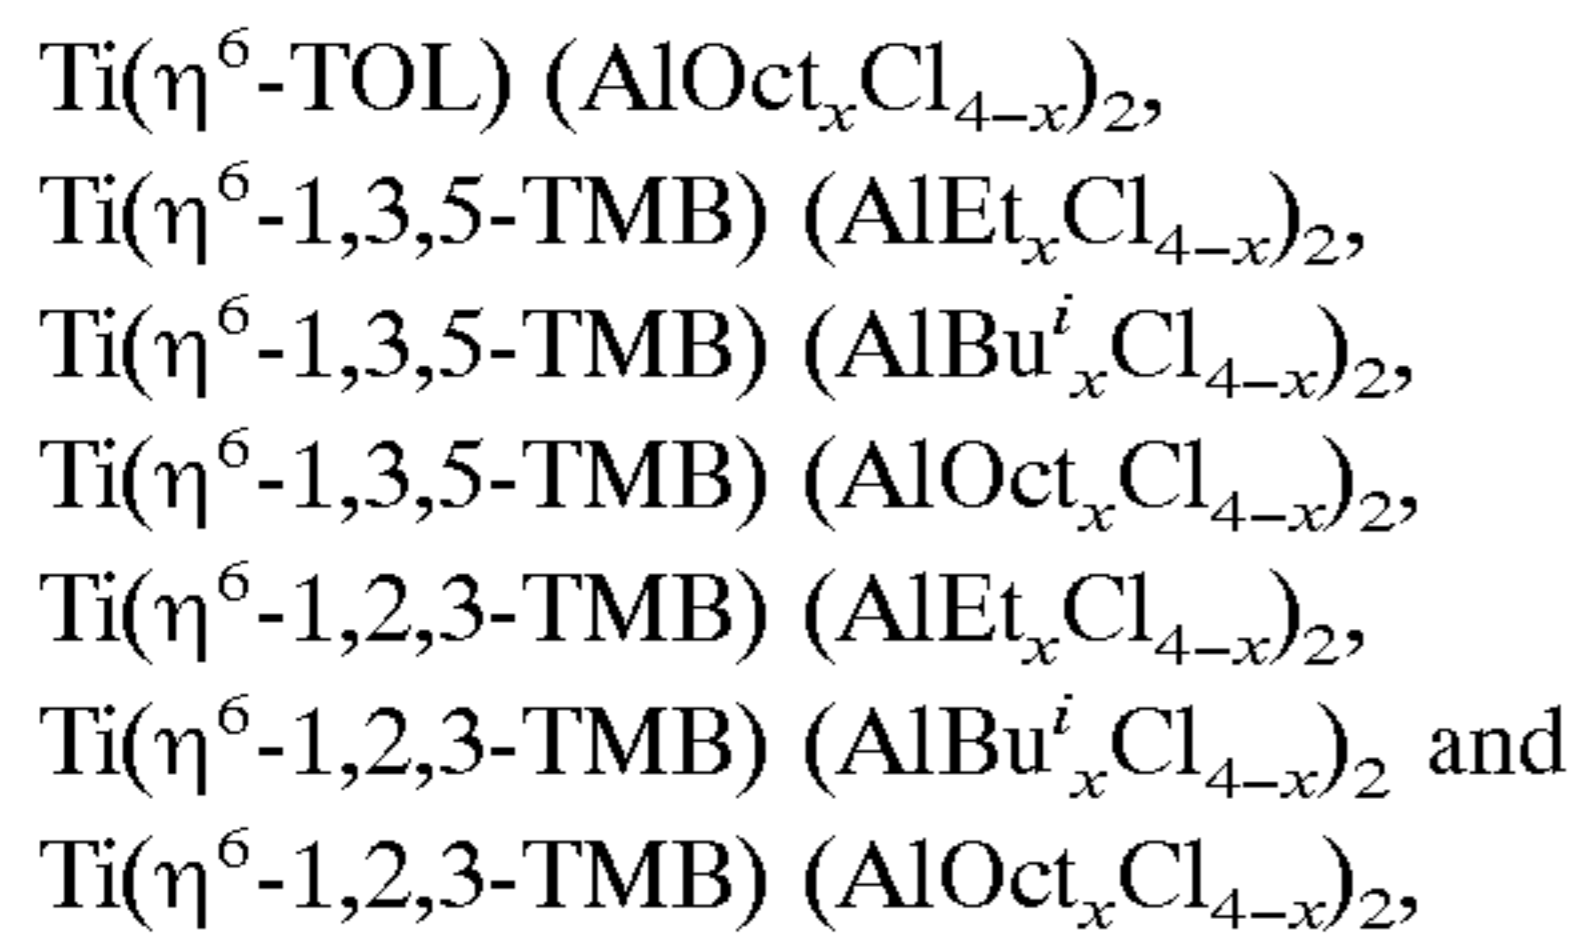 Ti(η⁶-TOL) (AlOctₓCl₄₋ₓ)₂,
Ti(η⁶-1,3,5-TMB) (AlEtₓCl₄₋ₓ)₂,
Ti(η⁶-1,3,5-TMB) (AlBuⁱₓCl₄₋ₓ)₂,
Ti(η⁶-1,3,5-TMB) (AlOctₓCl₄₋ₓ)₂,
Ti(η⁶-1,2,3-TMB) (AlEtₓCl₄₋ₓ)₂,
Ti(η⁶-1,2,3-TMB) (AlBuⁱₓCl₄₋ₓ)₂ and
Ti(η⁶-1,2,3-TMB) (AlOctₓCl₄₋ₓ)₂,